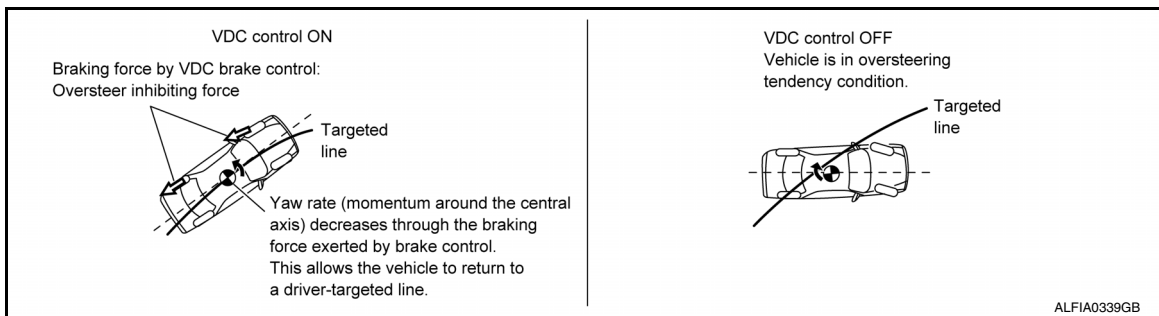 VDC control ON
Braking force by VDC brake control:
Oversteer inhibiting force
Targeted
line
Yaw rate (momentum around the central
axis) decreases through the braking
force exerted by brake control.
This allows the vehicle to return to
a driver-targeted line.
VDC control OFF
Vehicle is in oversteering
tendency condition.
Targeted
line
ALFIA0339GB